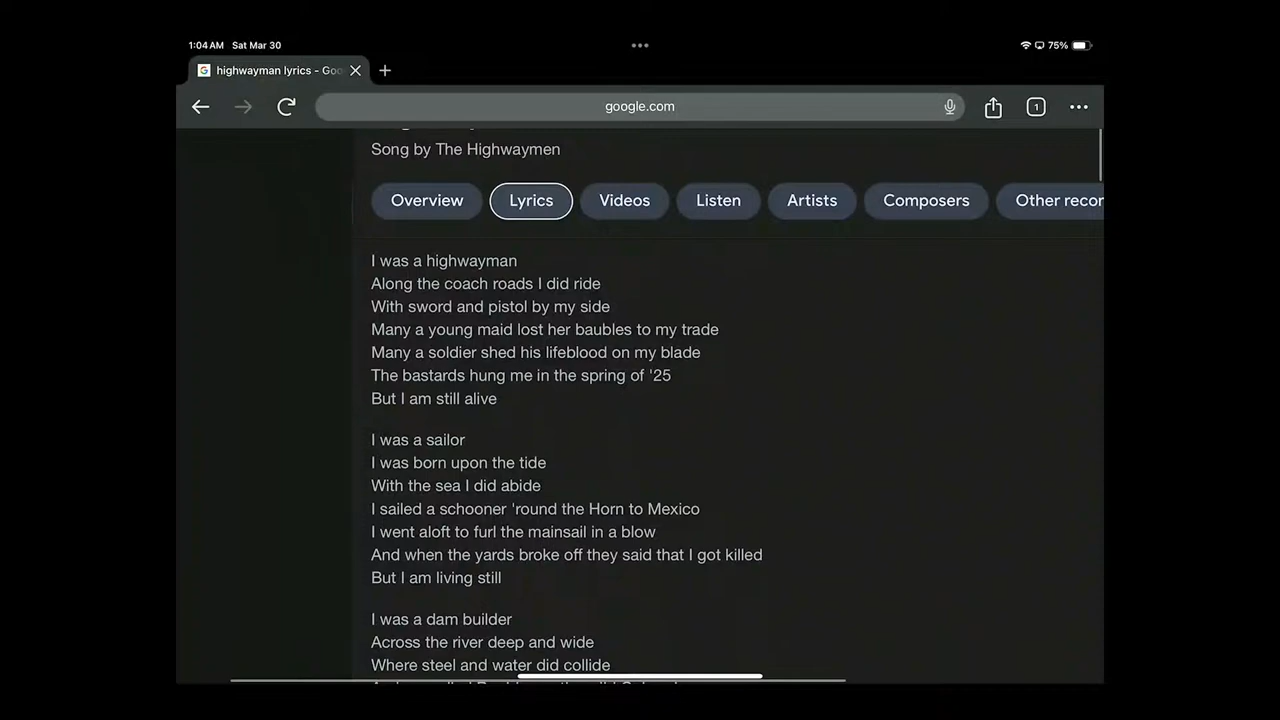 1:04 AM Sat Mar 30
75%
highwayman lyrics - Goo
google.com
1
Song by The Highwaymen
Overview
Lyrics
Videos
Listen
Artists
Composers
Other recor
I was a highwayman
Along the coach roads I did ride
With sword and pistol by my side
Many a young maid lost her baubles to my trade
Many a soldier shed his lifeblood on my blade
The bastards hung me in the spring of '25
But I am still alive
I was a sailor
I was born upon the tide
With the sea I did abide
I sailed a schooner 'round the Horn to Mexico
I went aloft to furl the mainsail in a blow
And when the yards broke off they said that I got killed
But I am living still
I was a dam builder
Across the river deep and wide
Where steel and water did collide